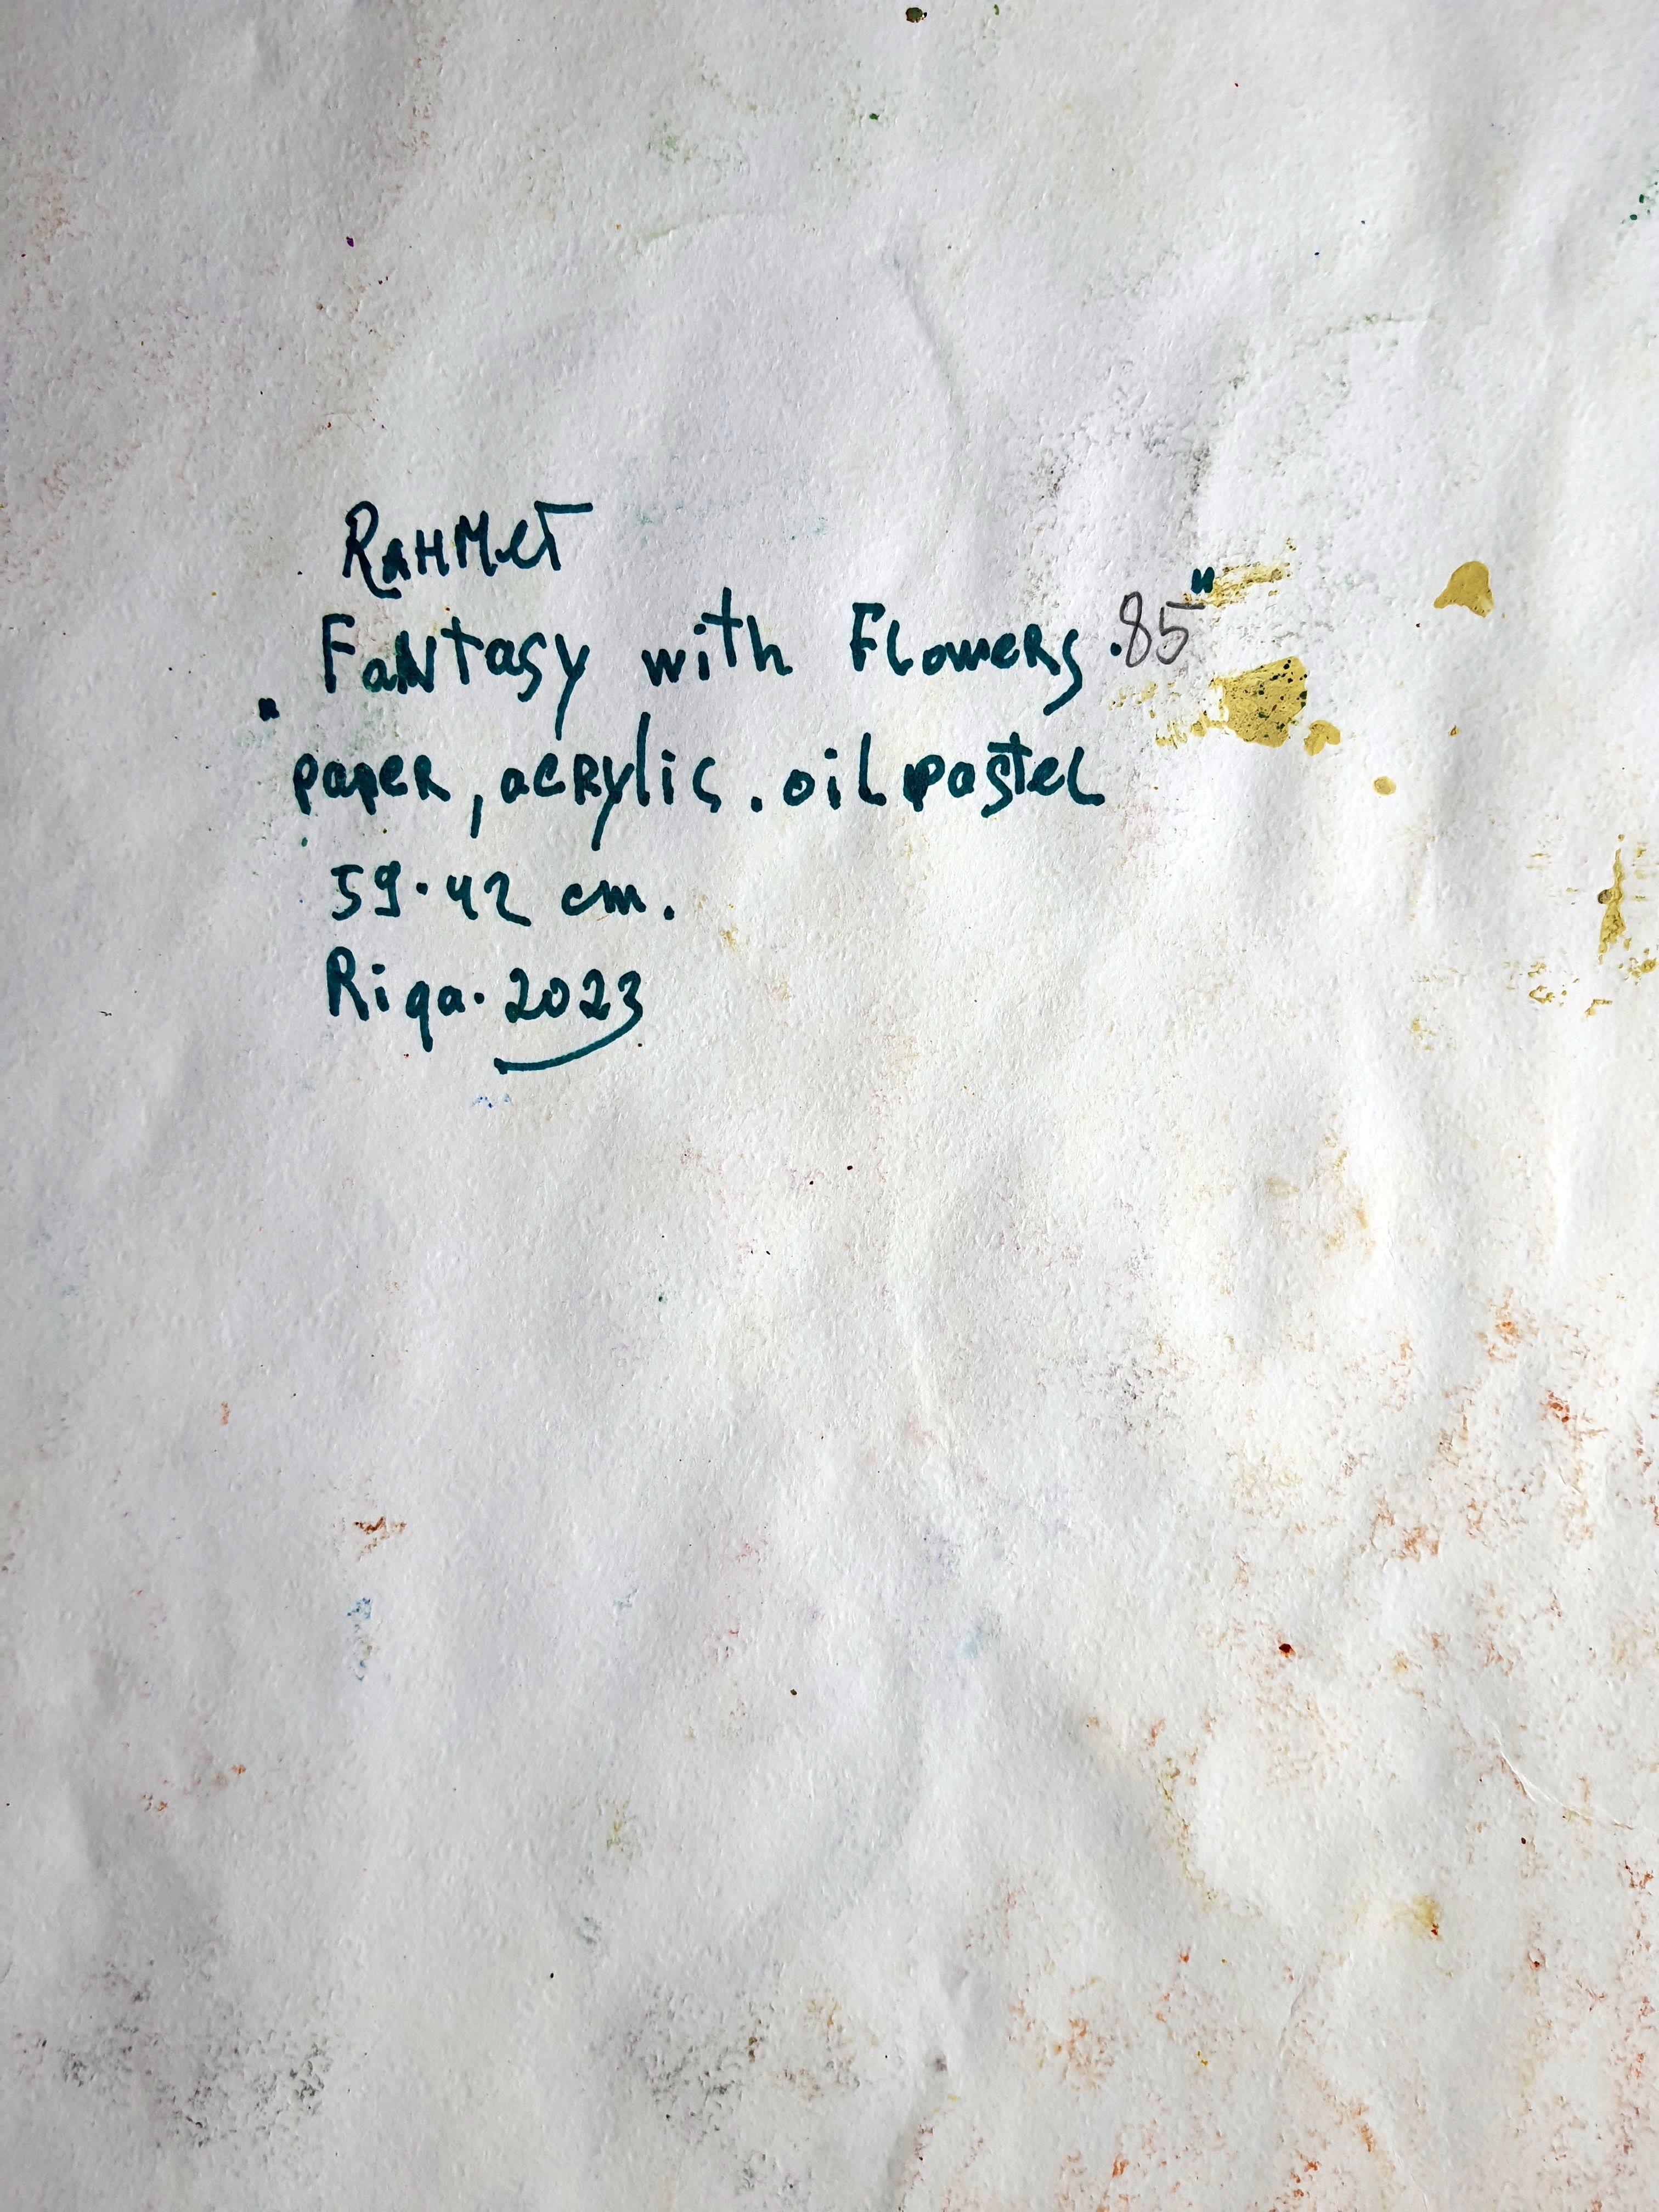 RAHMET
„Fantasy with Flowers.85"
paper, acrylic. oil pastel
59·42 cm.
Riga. 2023